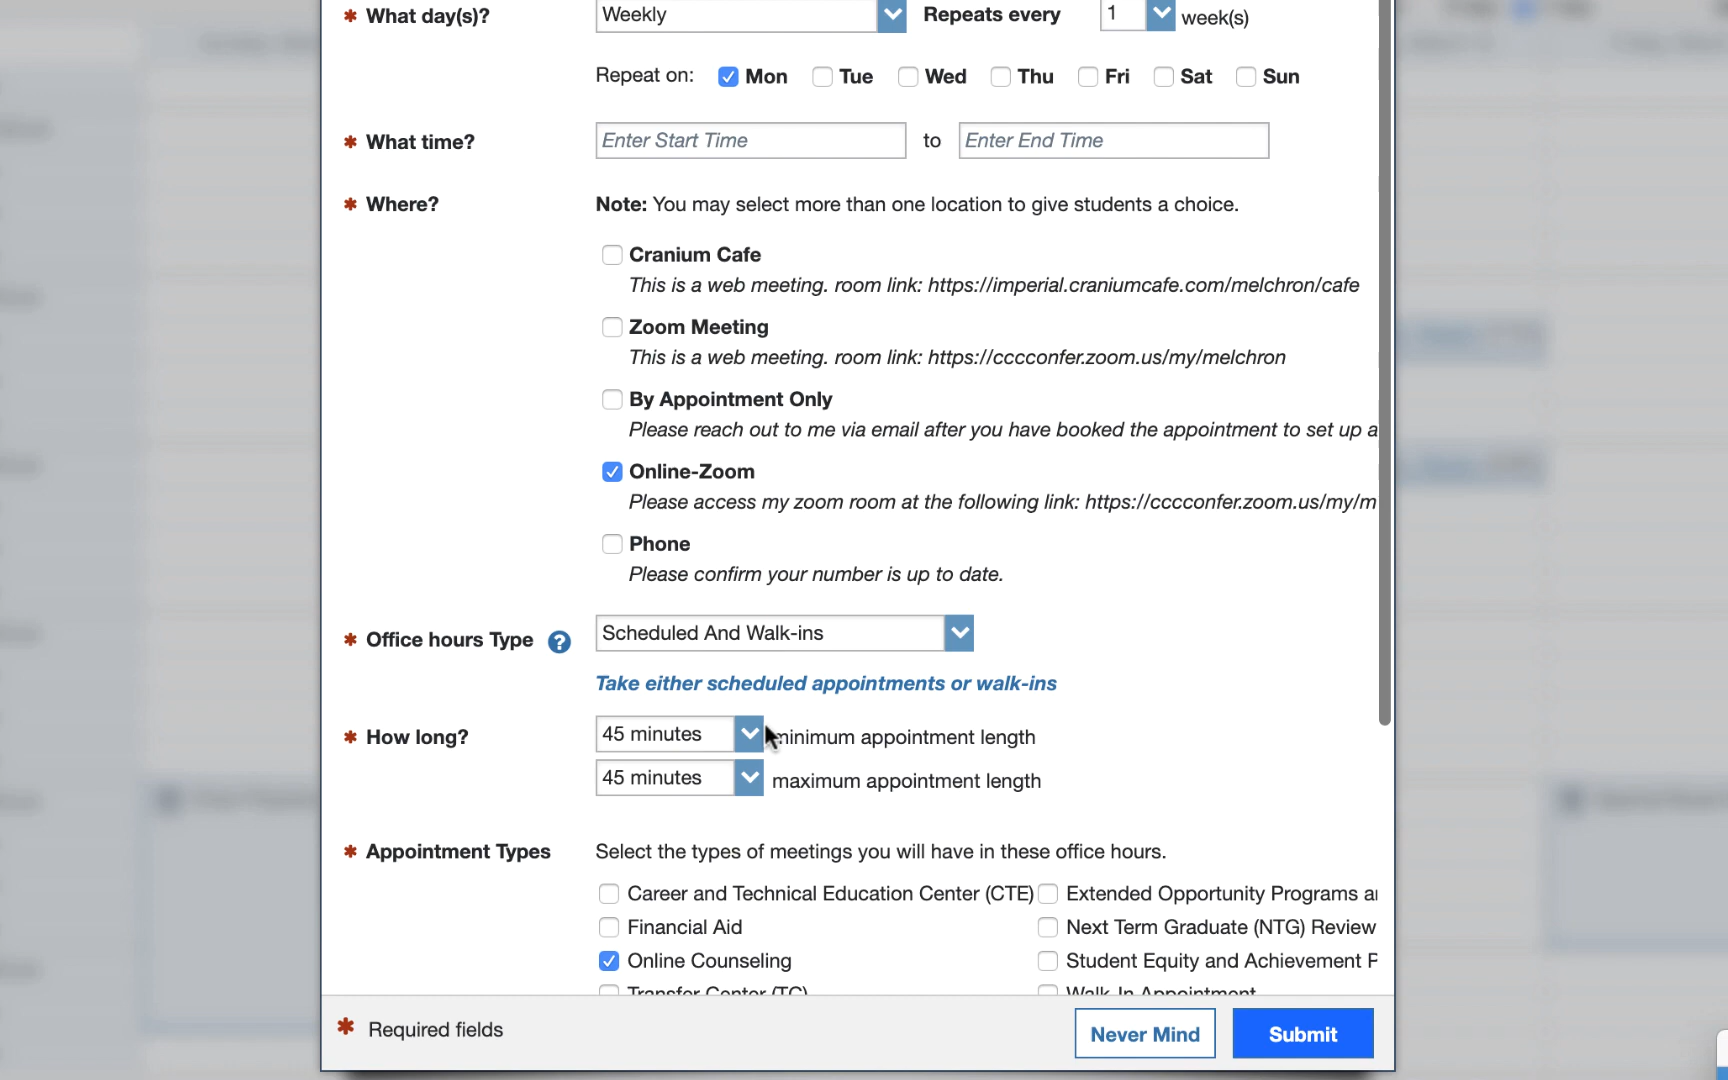 * What day(s)? Weekly Repeats every 1 week(s)
Repeat on: Mon Tue Wed Thu Fri Sat Sun
* What time? Enter Start Time to Enter End Time
* Where? Note: You may select more than one location to give students a choice.
Cranium Cafe
This is a web meeting. room link: https://imperial.craniumcafe.com/melchron/cafe
Zoom Meeting
This is a web meeting. room link: https://cccconfer.zoom.us/my/melchron
By Appointment Only
Please reach out to me via email after you have booked the appointment to set up a
Online-Zoom
Please access my zoom room at the following link: https://cccconfer.zoom.us/my/m
Phone
Please confirm your number is up to date.
* Office hours Type ? Scheduled And Walk-ins
Take either scheduled appointments or walk-ins
* How long? 45 minutes minimum appointment length
45 minutes maximum appointment length
* Appointment Types Select the types of meetings you will have in these office hours.
Career and Technical Education Center (CTE) Extended Opportunity Programs a
Financial Aid Next Term Graduate (NTG) Review
Online Counseling Student Equity and Achievement P
Transfer Center (TC) Walk-In Appointment
* Required fields Never Mind Submit